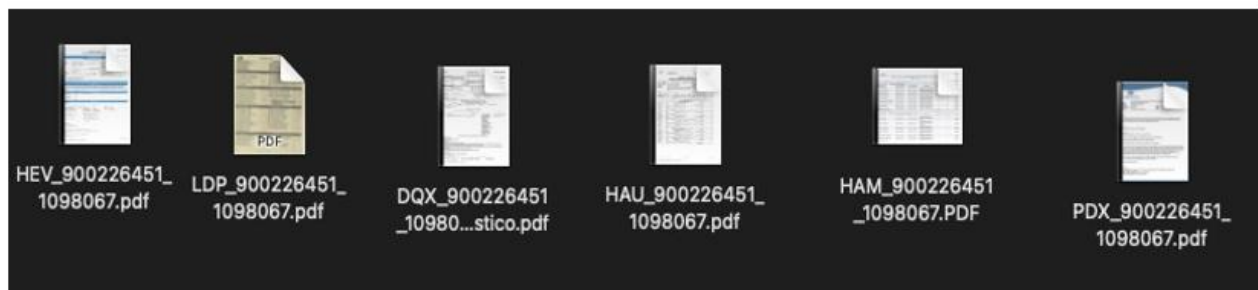 PDF
HEV_900226451_
1098067.pdf
LDP_900226451_
1098067.pdf
DQX_900226451
_10980...stico.pdf
HAU_900226451_
1098067.pdf
HAM_900226451
_1098067.PDF
PDX_900226451_
1098067.pdf